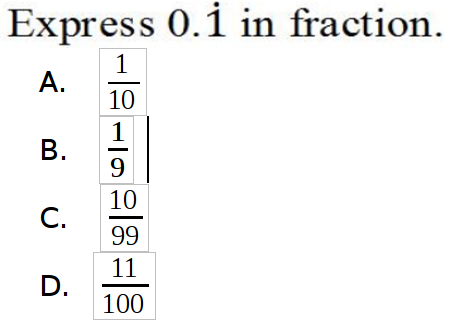 Express 0.1̇ in fraction.
A. 1/10
B. 1/9
C. 10/99
D. 11/100